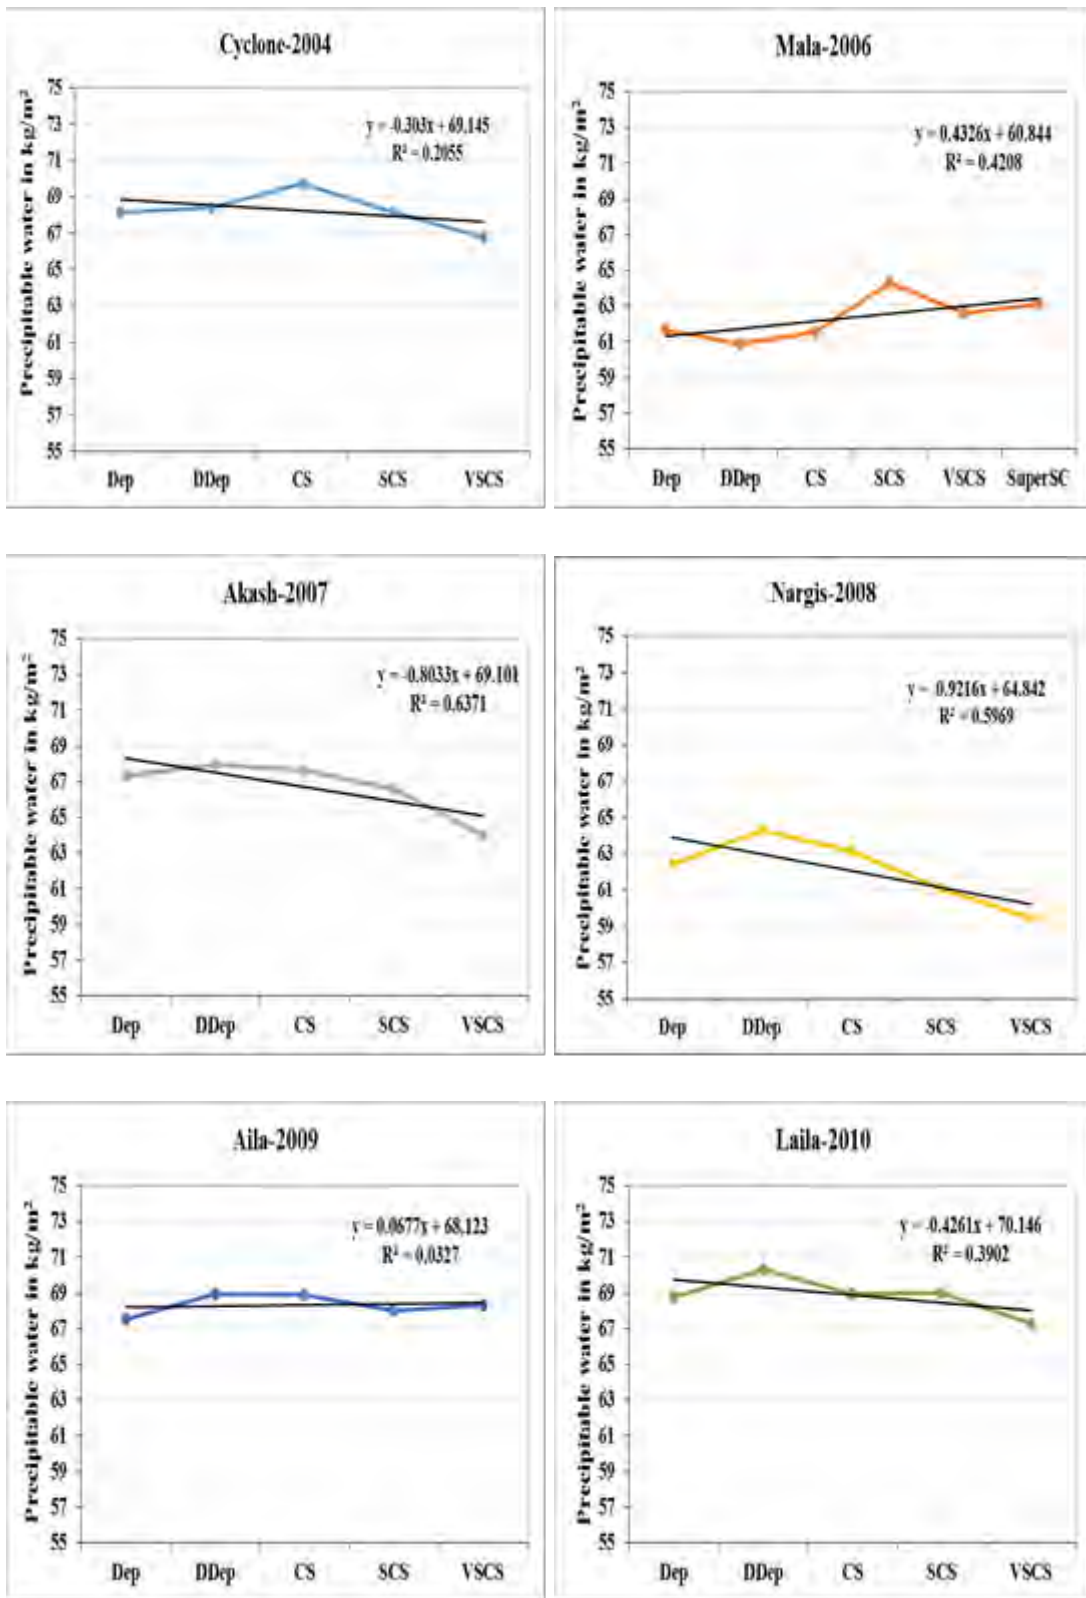 Cyclone-2004
Precipitable water in kg/m²
75
73
71
69
67
65
63
61
59
57
55
y = -0.303x + 69.145
R² = 0.2055
Dep DDep CS SCS VSCS
Mala-2006
Precipitable water in kg/m²
75
73
71
69
67
65
63
61
59
57
55
y = 0.4326x + 60.844
R² = 0.4208
Dep DDep CS SCS VSCS SuperSC
Akash-2007
Precipitable water in kg/m²
75
73
71
69
67
65
63
61
59
57
55
y = -0.8033x + 69.101
R² = 0.6371
Dep DDep CS SCS VSCS
Nargis-2008
Precipitable water in kg/m²
75
73
71
69
67
65
63
61
59
57
55
y = 0.9216x + 64.842
R² = 0.5969
Dep DDep CS SCS VSCS
Aila-2009
Precipitable water in kg/m²
75
73
71
69
67
65
63
61
59
57
55
y = 0.0677x + 68.123
R² = 0.0327
Dep DDep CS SCS VSCS
Laila-2010
Precipitable water in kg/m²
75
73
71
69
67
65
63
61
59
57
55
y = -0.4261x + 70.146
R² = 0.3902
Dep DDep CS SCS VSCS